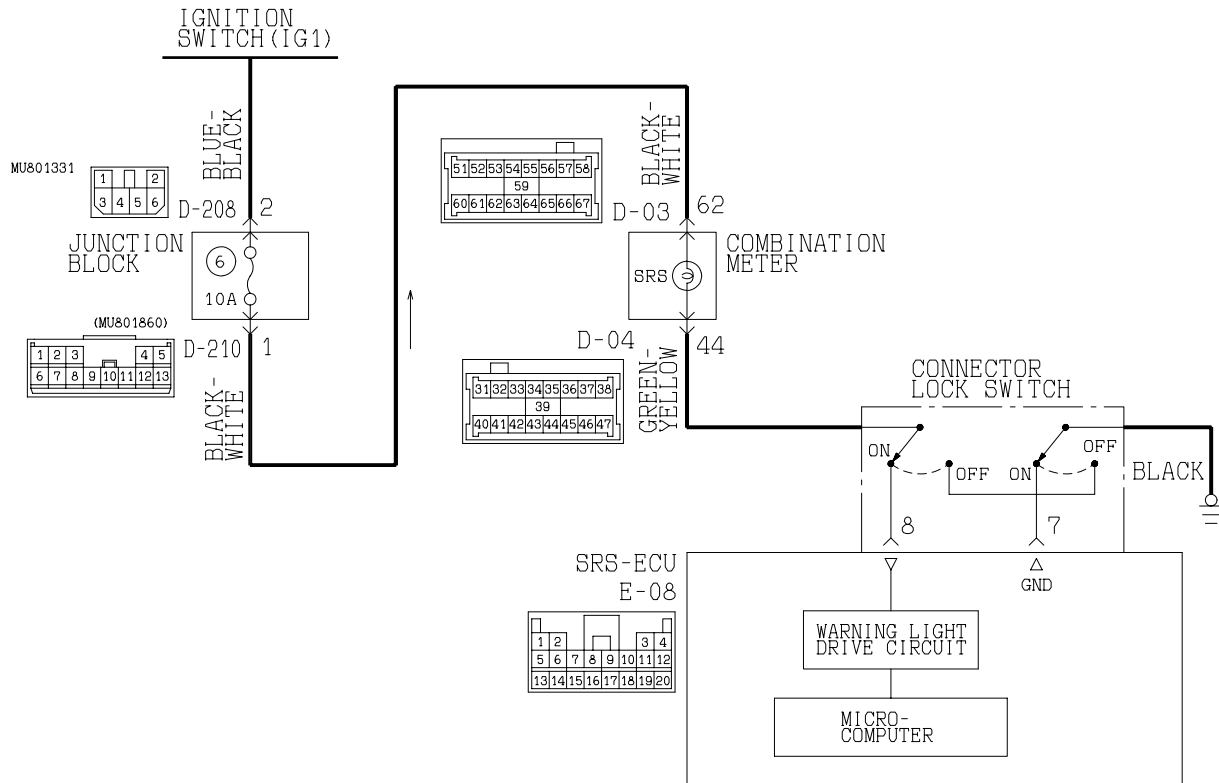 IGNITION
SWITCH(IG1)
BLUE-
BLACK
MU801331
1 2
3 4 5 6
D-208 2
JUNCTION
BLOCK
6
10A
(MU801860)
1 2 3 4 5
6 7 8 9 10 11 12 13
D-210 1
BLACK-
WHITE
51 52 53 54 55 56 57 58
59
60 61 62 63 64 65 66 67
BLACK-
WHITE
D-03 62
SRS
COMBINATION
METER
D-04 44
31 32 33 34 35 36 37 38
39
40 41 42 43 44 45 46 47
GREEN-
YELLOW
CONNECTOR
LOCK SWITCH
ON
OFF
ON
OFF
BLACK
8
7
SRS-ECU
E-08
GND
1 2 3 4
5 6 7 8 9 10 11 12
13 14 15 16 17 18 19 20
WARNING LIGHT
DRIVE CIRCUIT
MICRO-
COMPUTER